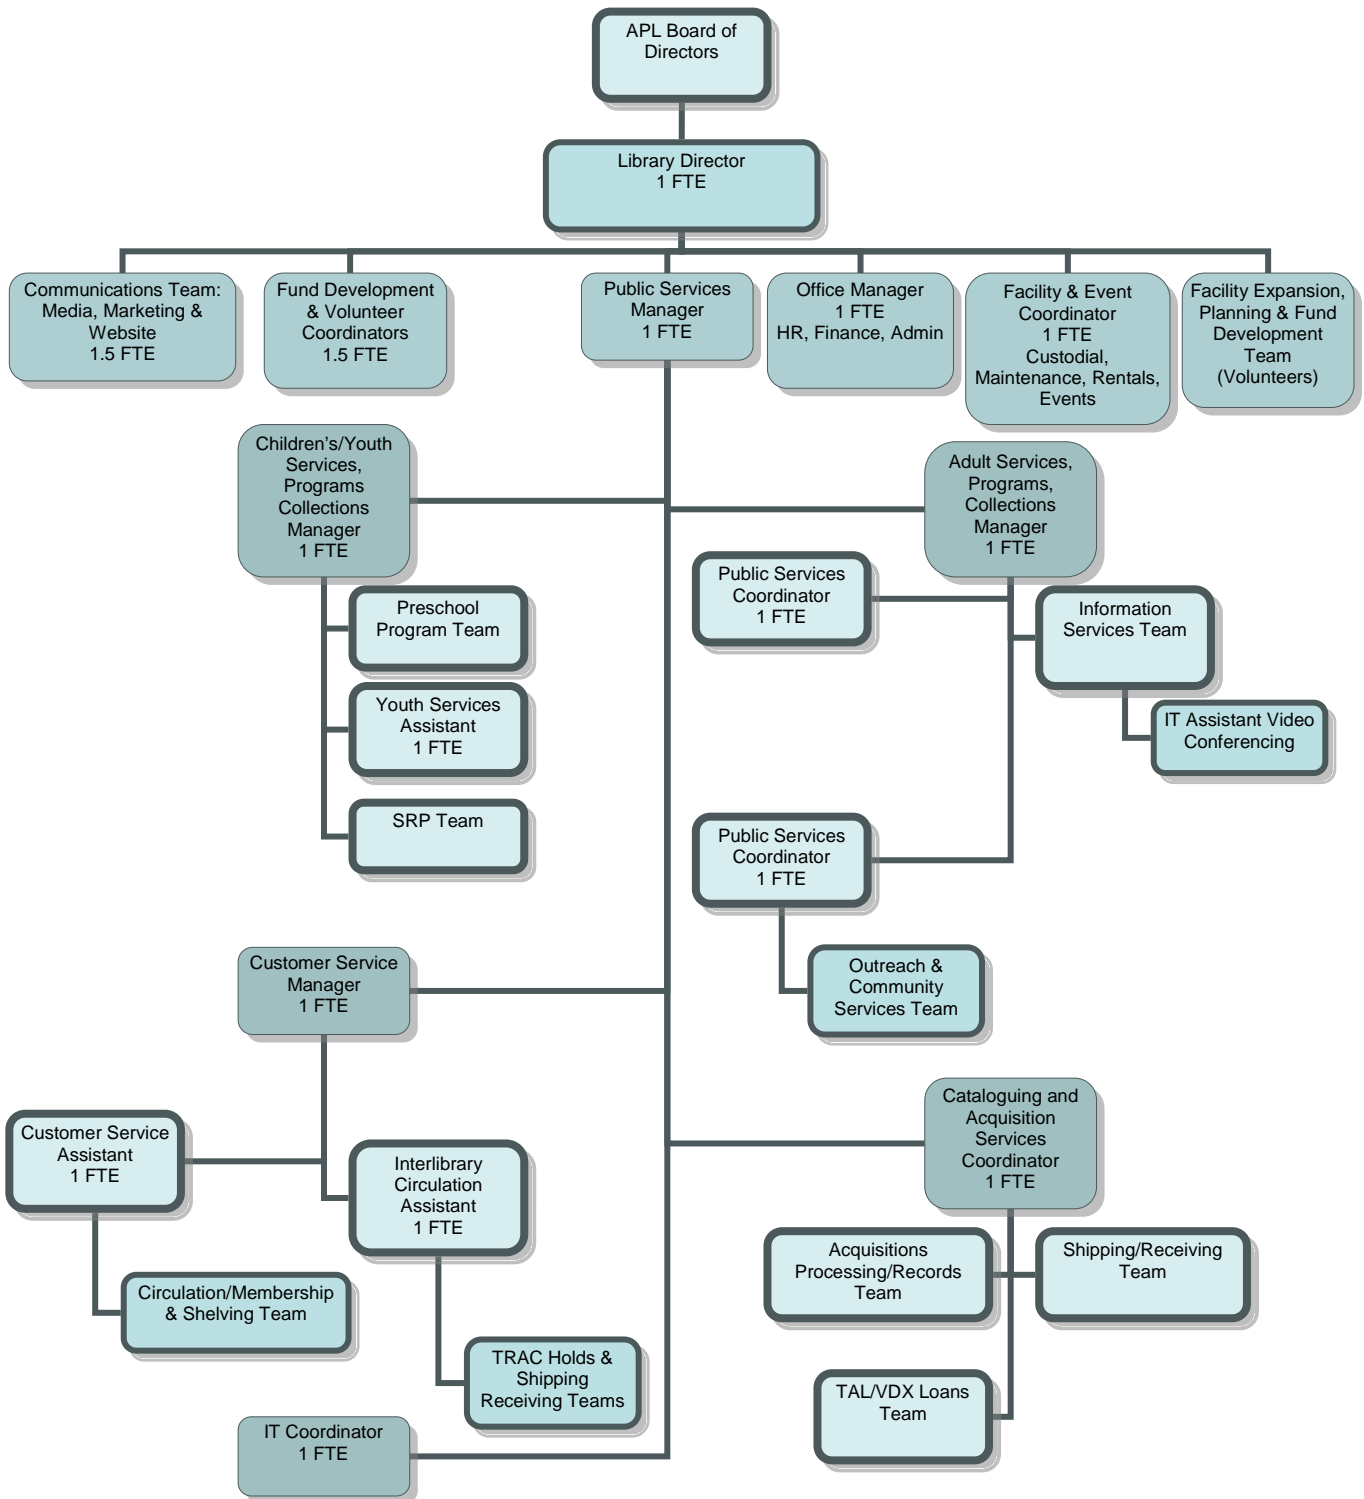 APL Board of
Directors
Library Director
1 FTE
Communications Team:
Media, Marketing &
Website
1.5 FTE
Fund Development
& Volunteer
Coordinators
1.5 FTE
Public Services
Manager
1 FTE
Office Manager
1 FTE
HR, Finance, Admin
Facility & Event
Coordinator
1 FTE
Custodial,
Maintenance, Rentals,
Events
Facility Expansion,
Planning & Fund
Development
Team
(Volunteers)
Children's/Youth
Services,
Programs
Collections
Manager
1 FTE
Adult Services,
Programs,
Collections
Manager
1 FTE
Preschool
Program Team
Youth Services
Assistant
1 FTE
SRP Team
Public Services
Coordinator
1 FTE
Information
Services Team
IT Assistant Video
Conferencing
Public Services
Coordinator
1 FTE
Outreach &
Community
Services Team
Customer Service
Manager
1 FTE
Customer Service
Assistant
1 FTE
Interlibrary
Circulation
Assistant
1 FTE
Circulation/Membership
& Shelving Team
TRAC Holds &
Shipping
Receiving Teams
Cataloguing and
Acquisition
Services
Coordinator
1 FTE
Acquisitions
Processing/Records
Team
Shipping/Receiving
Team
TAL/VDX Loans
Team
IT Coordinator
1 FTE